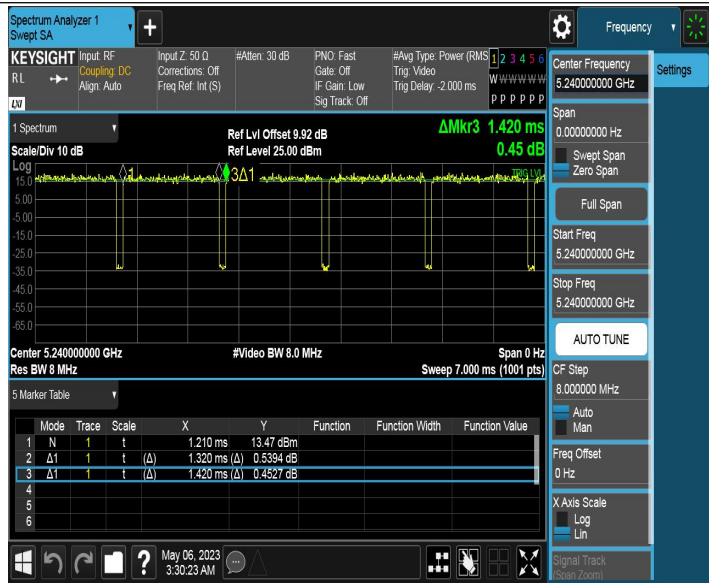 Spectrum Analyzer 1
Swept SA
+
Frequency
KEYSIGHT Input: RF Input Z: 50 Ω #Atten: 30 dB PNO: Fast #Avg Type: Power (RMS 1 2 3 4 5 6
RL Coupling: DC Corrections: Off Gate: Off Trig: Video W W W W W W
Align: Auto Freq Ref: Int (S) IF Gain: Low Trig Delay: -2.000 ms
LXI Sig Track: Off P P P P P P
1 Spectrum
Ref Lvl Offset 9.92 dB ΔMkr3 1.420 ms
Scale/Div 10 dB Ref Level 25.00 dBm 0.45 dB
Log
1 3Δ1 TRIG LVL
15.0
5.00
-5.00
-15.0
-25.0
-35.0
-45.0
-55.0
-65.0
Center 5.240000000 GHz #Video BW 8.0 MHz Span 0 Hz
Res BW 8 MHz Sweep 7.000 ms (1001 pts)
5 Marker Table
Mode Trace Scale X Y Function Function Width Function Value
1 N 1 t 1.210 ms 13.47 dBm
2 Δ1 1 t (Δ) 1.320 ms (Δ) 0.5394 dB
3 Δ1 1 t (Δ) 1.420 ms (Δ) 0.4527 dB
4
5
6
? May 06, 2023
3:30:23 AM
Center Frequency
5.240000000 GHz
Settings
Span
0.00000000 Hz
Swept Span
Zero Span
Full Span
Start Freq
5.240000000 GHz
Stop Freq
5.240000000 GHz
AUTO TUNE
CF Step
8.000000 MHz
Auto
Man
Freq Offset
0 Hz
X Axis Scale
Log
Lin
Signal Track
(Span Zoom)